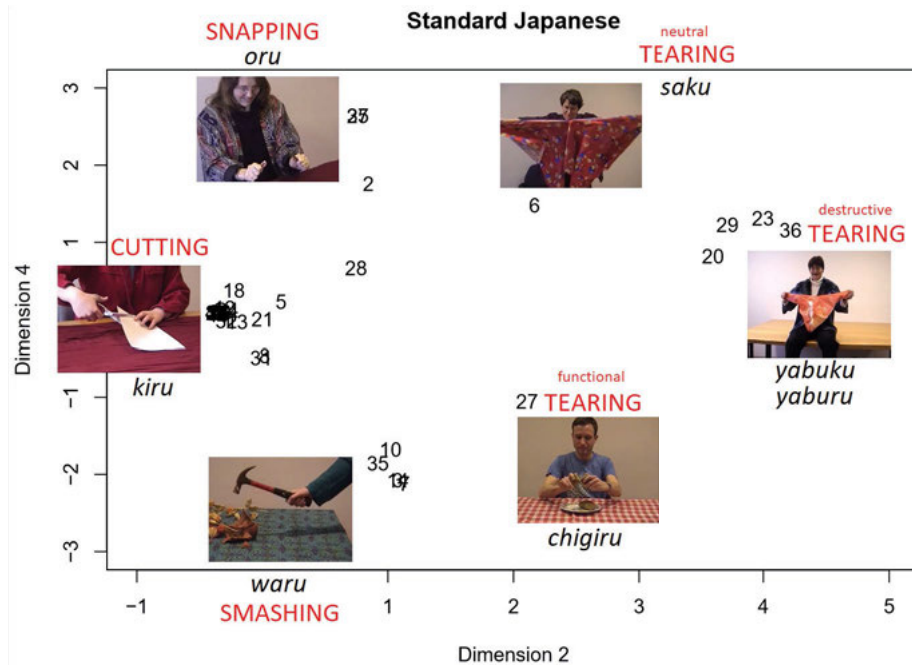 Standard Japanese
SNAPPING
oru
neutral
TEARING
saku
3
2
1
−1
−2
−3
Dimension 4
2
6
29
23
36
20
destructive
TEARING
yabuku
yaburu
CUTTING
28
18
5
21
kiru
functional
27 TEARING
chigiru
10
35
waru
SMASHING
−1
1
2
3
4
5
Dimension 2